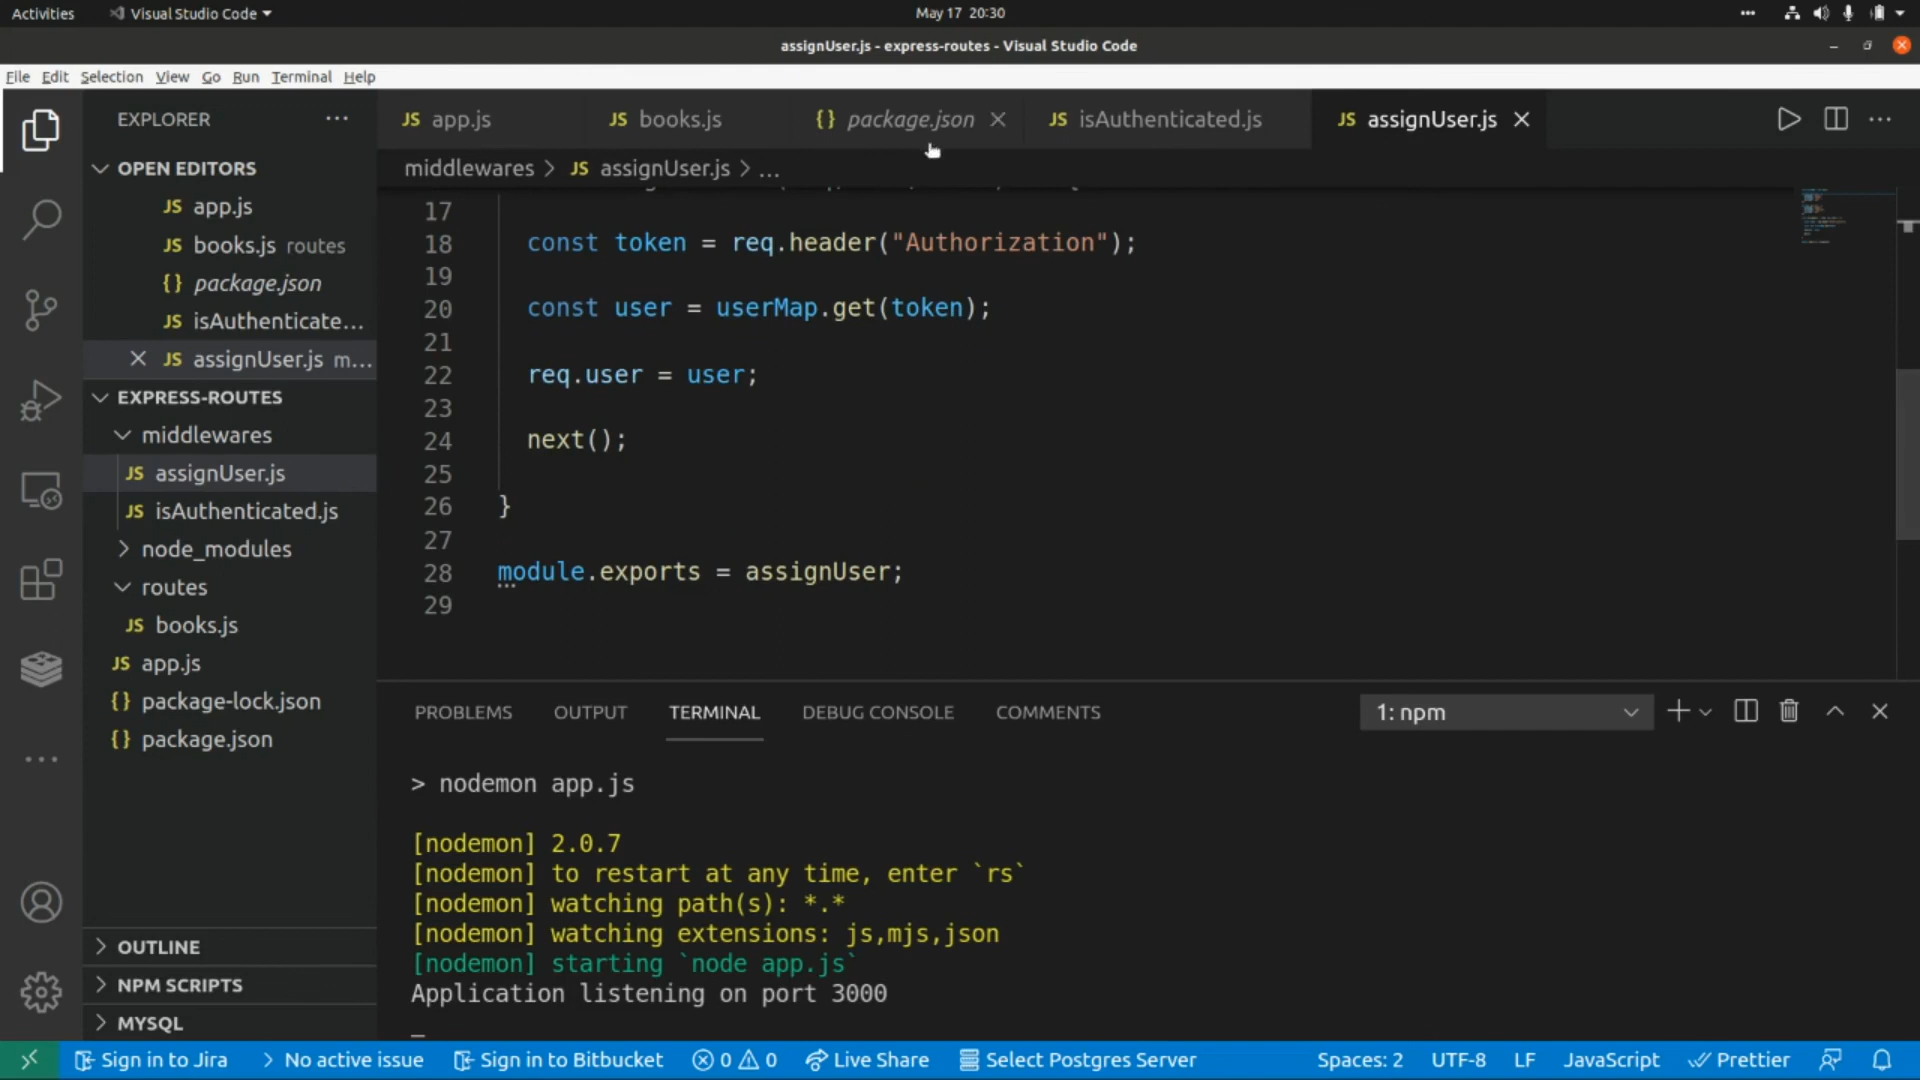 Activities
Visual Studio Code
May 17 20:30
assignUser.js - express-routes - Visual Studio Code
File Edit Selection View Go Run Terminal Help
EXPLORER
JS app.js
JS books.js
{} package.json
JS isAuthenticated.js
JS assignUser.js
OPEN EDITORS
JS app.js
JS books.js routes
{} package.json
JS isAuthenticate...
JS assignUser.js m...
EXPRESS-ROUTES
middlewares
JS assignUser.js
JS isAuthenticated.js
node_modules
routes
JS books.js
JS app.js
{} package-lock.json
{} package.json
OUTLINE
NPM SCRIPTS
MYSQL
middlewares > JS assignUser.js > ...
17
18 const token = req.header("Authorization");
19
20 const user = userMap.get(token);
21
22 req.user = user;
23
24 next();
25
26 }
27
28 module.exports = assignUser;
29
PROBLEMS OUTPUT TERMINAL DEBUG CONSOLE COMMENTS
1: npm
> nodemon app.js
[nodemon] 2.0.7
[nodemon] to restart at any time, enter `rs`
[nodemon] watching path(s): *.*
[nodemon] watching extensions: js,mjs,json
[nodemon] starting `node app.js`
Application listening on port 3000
Sign in to Jira
No active issue
Sign in to Bitbucket
0 0
Live Share
Select Postgres Server
Spaces: 2
UTF-8
LF
JavaScript
Prettier